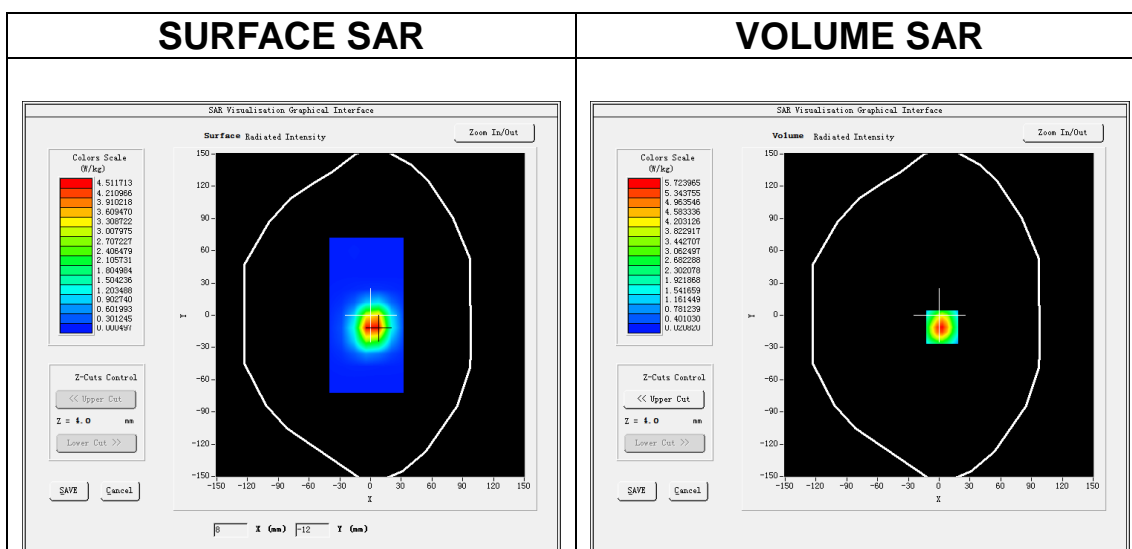 SURFACE SAR
SAR Visualisation Graphical Interface
Surface Radiated Intensity
Zoom In/Out
Colors Scale
(W/kg)
4.511713
4.210966
3.910218
3.609470
3.308722
3.007975
2.707227
2.406479
2.105731
1.804984
1.504236
1.203488
0.902740
0.601993
0.301245
0.000497
Z-Cuts Control
<< Upper Cut
Z = 4.0 mm
Lower Cut >>
SAVE
Cancel
150
120
90
60
30
0
-30
-60
-90
-120
-150
Y
-150 -120 -90 -60 -30 0 30 60 90 120 150
X
8 X (mm) -12 Y (mm)
VOLUME SAR
SAR Visualisation Graphical Interface
Volume Radiated Intensity
Zoom In/Out
Colors Scale
(W/kg)
5.723965
5.343755
4.963546
4.583336
4.203126
3.822917
3.442707
3.062497
2.682288
2.302078
1.921868
1.541659
1.161449
0.781239
0.401030
0.020820
Z-Cuts Control
<< Upper Cut
Z = 4.0 mm
Lower Cut >>
SAVE
Cancel
150
120
90
60
30
0
-30
-60
-90
-120
-150
Y
-150 -120 -90 -60 -30 0 30 60 90 120 150
X